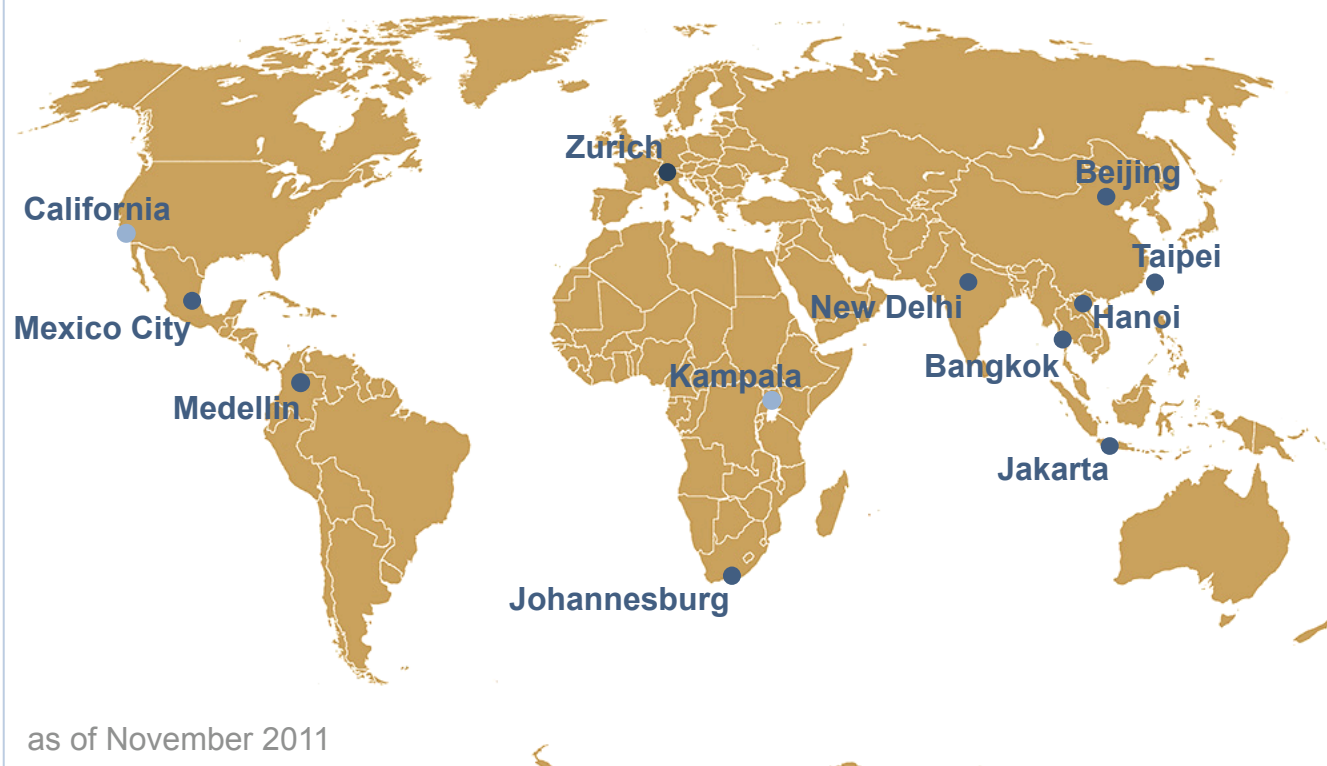 Zurich
Beijing
California
Taipei
New Delhi
Hanoi
Mexico City
Bangkok
Kampala
Medellin
Jakarta
Johannesburg
as of November 2011